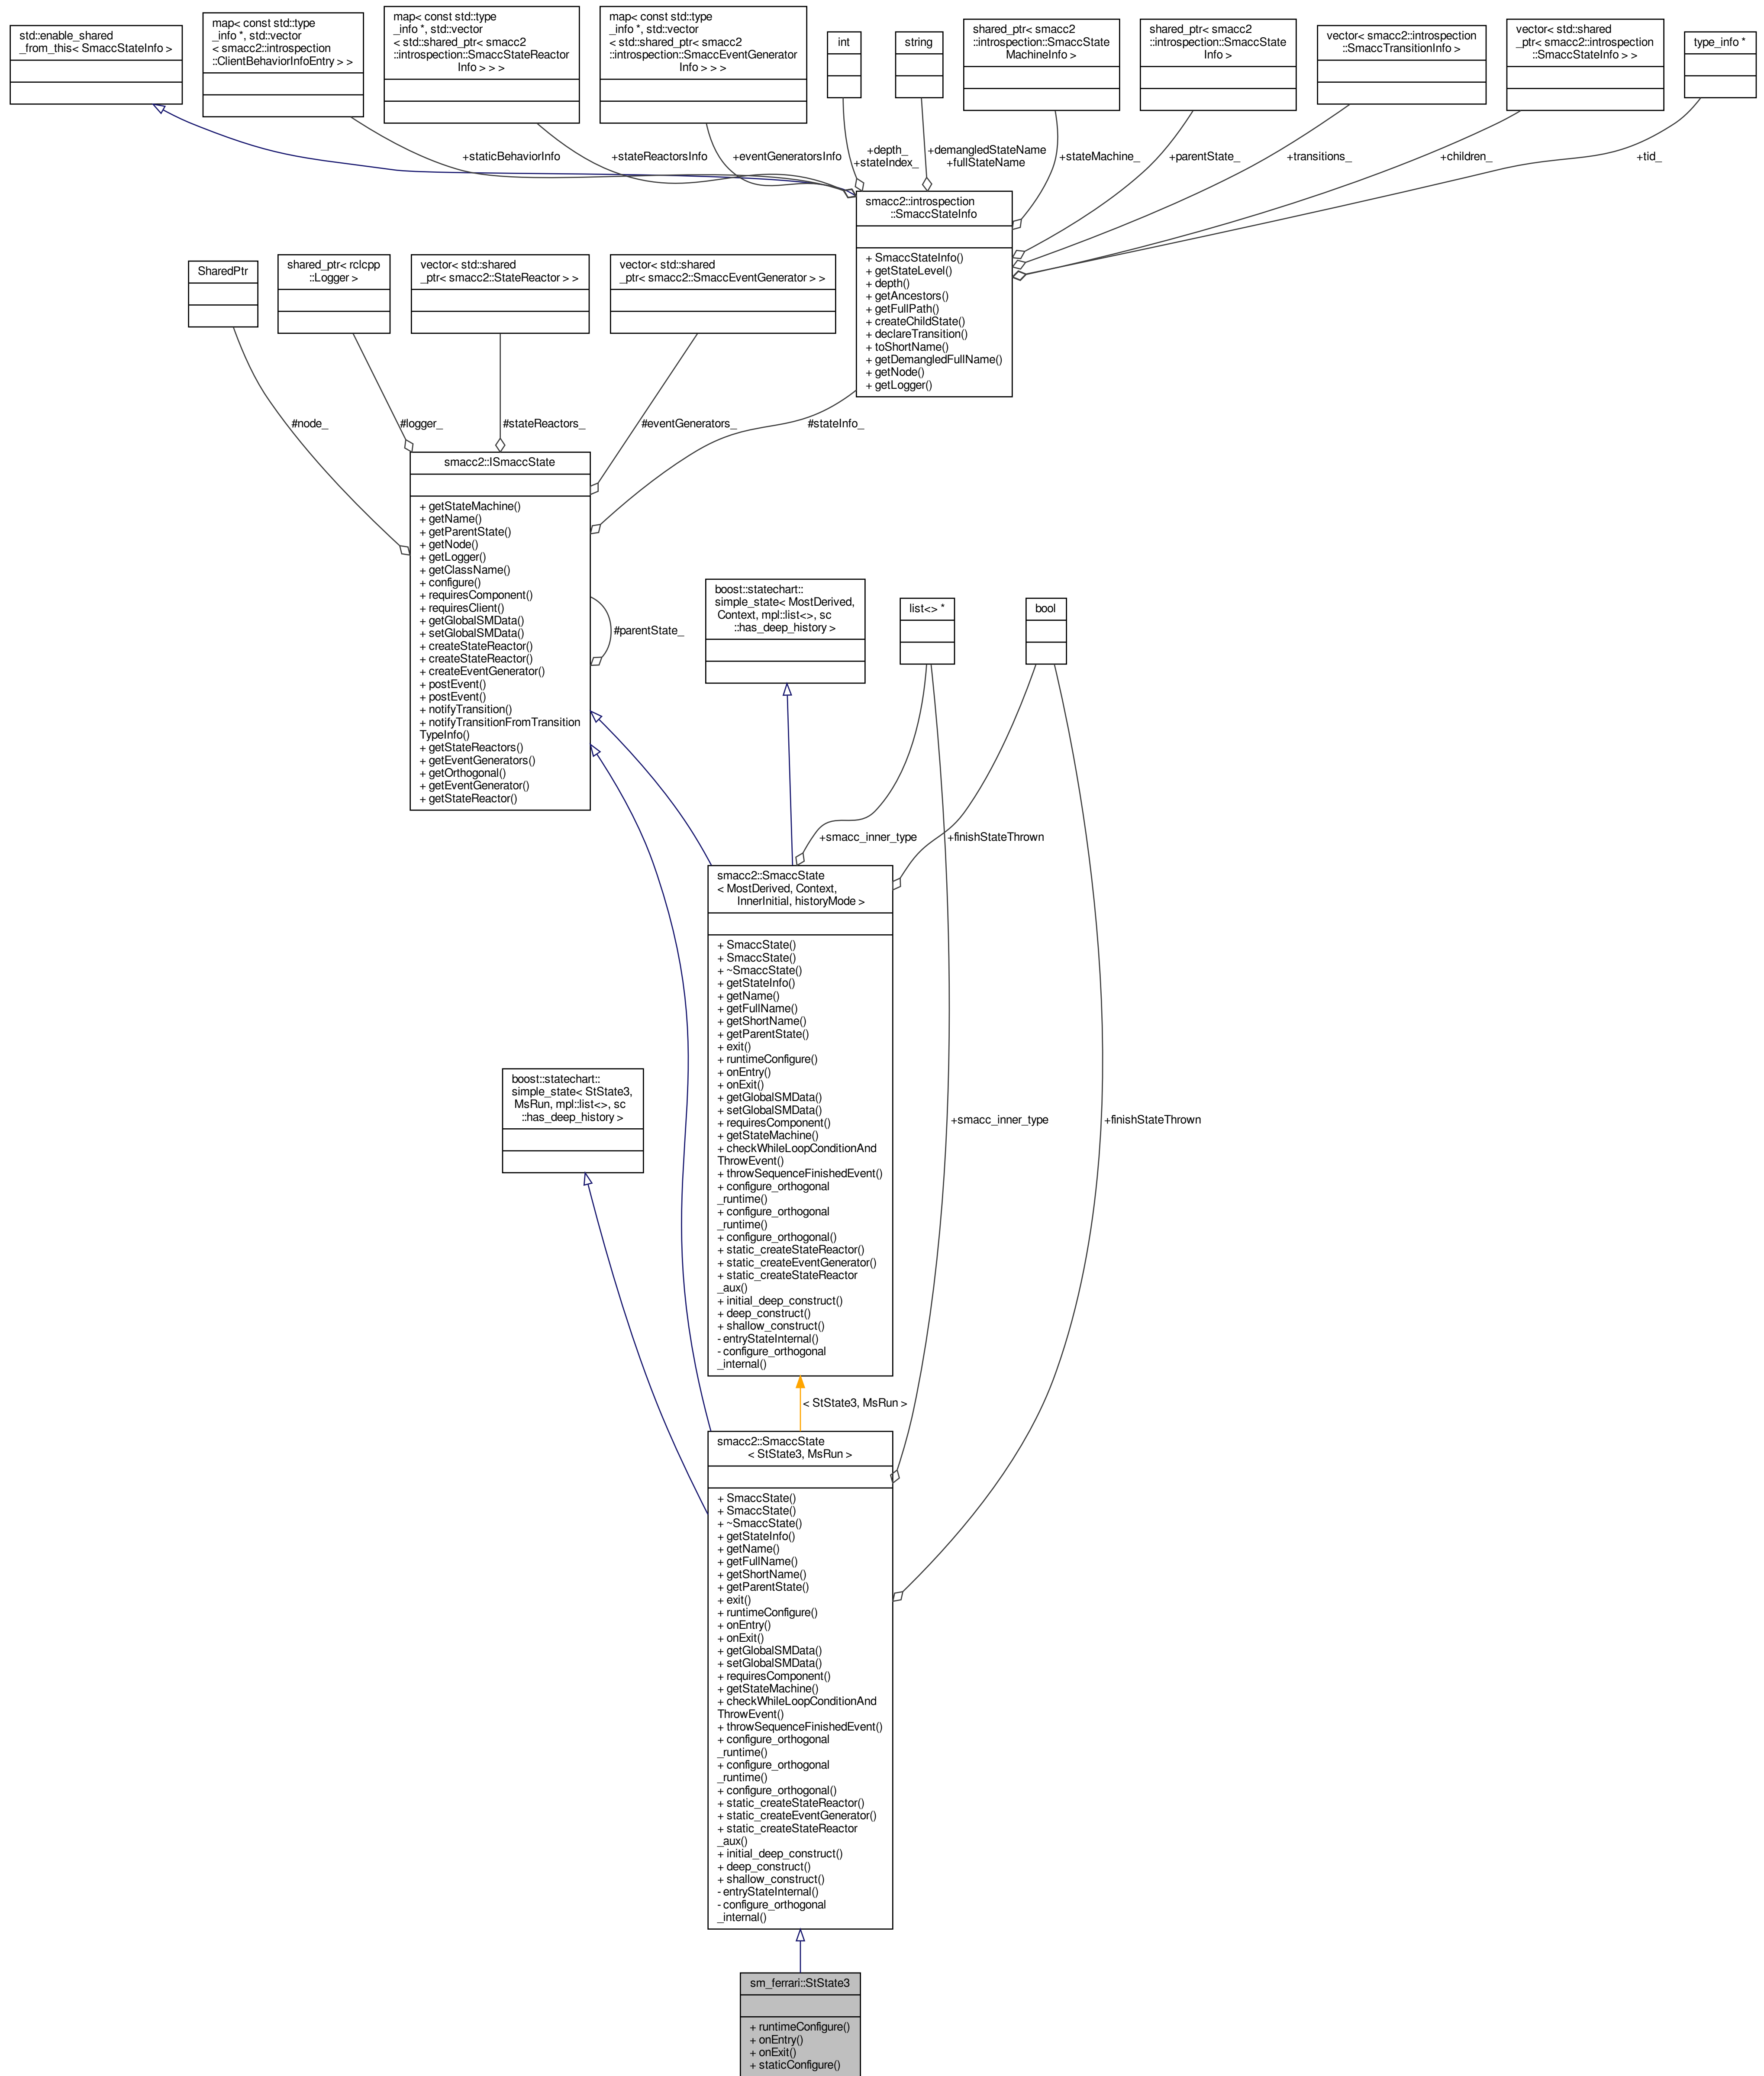 std::enable_shared
_from_this< SmaccStateInfo >
map< const std::type
_info *, std::vector
< smacc2::introspection
::ClientBehaviorInfoEntry > >
map< const std::type
_info *, std::vector
< std::shared_ptr< smacc2
::introspection::SmaccStateReactor
Info > > >
map< const std::type
_info *, std::vector
< std::shared_ptr< smacc2
::introspection::SmaccEventGenerator
Info > > >
int
string
shared_ptr< smacc2
::introspection::SmaccState
MachineInfo >
shared_ptr< smacc2
::introspection::SmaccState
Info >
vector< smacc2::introspection
::SmaccTransitionInfo >
vector< std::shared
_ptr< smacc2::introspection
::SmaccStateInfo > >
type_info *
+staticBehaviorInfo
+stateReactorsInfo
+eventGeneratorsInfo
+depth_
+stateIndex_
+demangledStateName
+fullStateName
+stateMachine_
+parentState_
+transitions_
+children_
+tid_
smacc2::introspection
::SmaccStateInfo
+ SmaccStateInfo()
+ getStateLevel()
+ depth()
+ getAncestors()
+ getFullPath()
+ createChildState()
+ declareTransition()
+ toShortName()
+ getDemangledFullName()
+ getNode()
+ getLogger()
SharedPtr
shared_ptr< rclcpp
::Logger >
vector< std::shared
_ptr< smacc2::StateReactor > >
vector< std::shared
_ptr< smacc2::SmaccEventGenerator > >
#node_
#logger_
#stateReactors_
#eventGenerators_
#stateInfo_
smacc2::ISmaccState
+ getStateMachine()
+ getName()
+ getParentState()
+ getNode()
+ getLogger()
+ getClassName()
+ configure()
+ requiresComponent()
+ requiresClient()
+ getGlobalSMData()
+ setGlobalSMData()
+ createStateReactor()
+ createStateReactor()
+ createEventGenerator()
+ postEvent()
+ postEvent()
+ notifyTransition()
+ notifyTransitionFromTransition
TypeInfo()
+ getStateReactors()
+ getEventGenerators()
+ getOrthogonal()
+ getEventGenerator()
+ getStateReactor()
#parentState_
boost::statechart::
simple_state< MostDerived,
Context, mpl::list<>, sc
::has_deep_history >
list<> *
bool
+smacc_inner_type
+finishStateThrown
smacc2::SmaccState
< MostDerived, Context,
InnerInitial, historyMode >
+ SmaccState()
+ SmaccState()
+ ~SmaccState()
+ getStateInfo()
+ getName()
+ getFullName()
+ getShortName()
+ getParentState()
+ exit()
+ runtimeConfigure()
+ onEntry()
+ onExit()
+ getGlobalSMData()
+ setGlobalSMData()
+ requiresComponent()
+ getStateMachine()
+ checkWhileLoopConditionAnd
ThrowEvent()
+ throwSequenceFinishedEvent()
+ configure_orthogonal
_runtime()
+ configure_orthogonal
_runtime()
+ configure_orthogonal()
+ static_createStateReactor()
+ static_createEventGenerator()
+ static_createStateReactor
_aux()
+ initial_deep_construct()
+ deep_construct()
+ shallow_construct()
- entryStateInternal()
- configure_orthogonal
_internal()
boost::statechart::
simple_state< StState3,
MsRun, mpl::list<>, sc
::has_deep_history >
+smacc_inner_type
+finishStateThrown
< StState3, MsRun >
smacc2::SmaccState
< StState3, MsRun >
+ SmaccState()
+ SmaccState()
+ ~SmaccState()
+ getStateInfo()
+ getName()
+ getFullName()
+ getShortName()
+ getParentState()
+ exit()
+ runtimeConfigure()
+ onEntry()
+ onExit()
+ getGlobalSMData()
+ setGlobalSMData()
+ requiresComponent()
+ getStateMachine()
+ checkWhileLoopConditionAnd
ThrowEvent()
+ throwSequenceFinishedEvent()
+ configure_orthogonal
_runtime()
+ configure_orthogonal
_runtime()
+ configure_orthogonal()
+ static_createStateReactor()
+ static_createEventGenerator()
+ static_createStateReactor
_aux()
+ initial_deep_construct()
+ deep_construct()
+ shallow_construct()
- entryStateInternal()
- configure_orthogonal
_internal()
sm_ferrari::StState3
+ runtimeConfigure()
+ onEntry()
+ onExit()
+ staticConfigure()